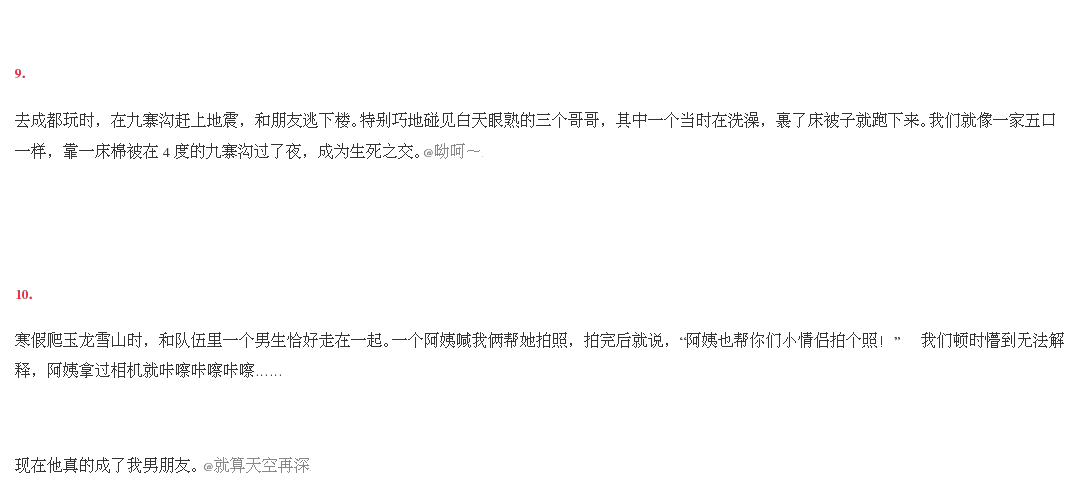 9.
去成都玩时，在九寨沟赶上地震，和朋友逃下楼。特别巧地碰见白天眼熟的三个哥哥，其中一个当时在洗澡，裹了床被子就跑下来。我们就像一家五口
一样，靠一床棉被在 4 度的九寨沟过了夜，成为生死之交。@呦呵～.
10.
寒假爬玉龙雪山时，和队伍里一个男生恰好走在一起。一个阿姨喊我俩帮她拍照，拍完后就说，“阿姨也帮你们小情侣拍个照！” 我们顿时懵到无法解
释，阿姨拿过相机就咔嚓咔嚓咔嚓……
现在他真的成了我男朋友。@就算天空再深